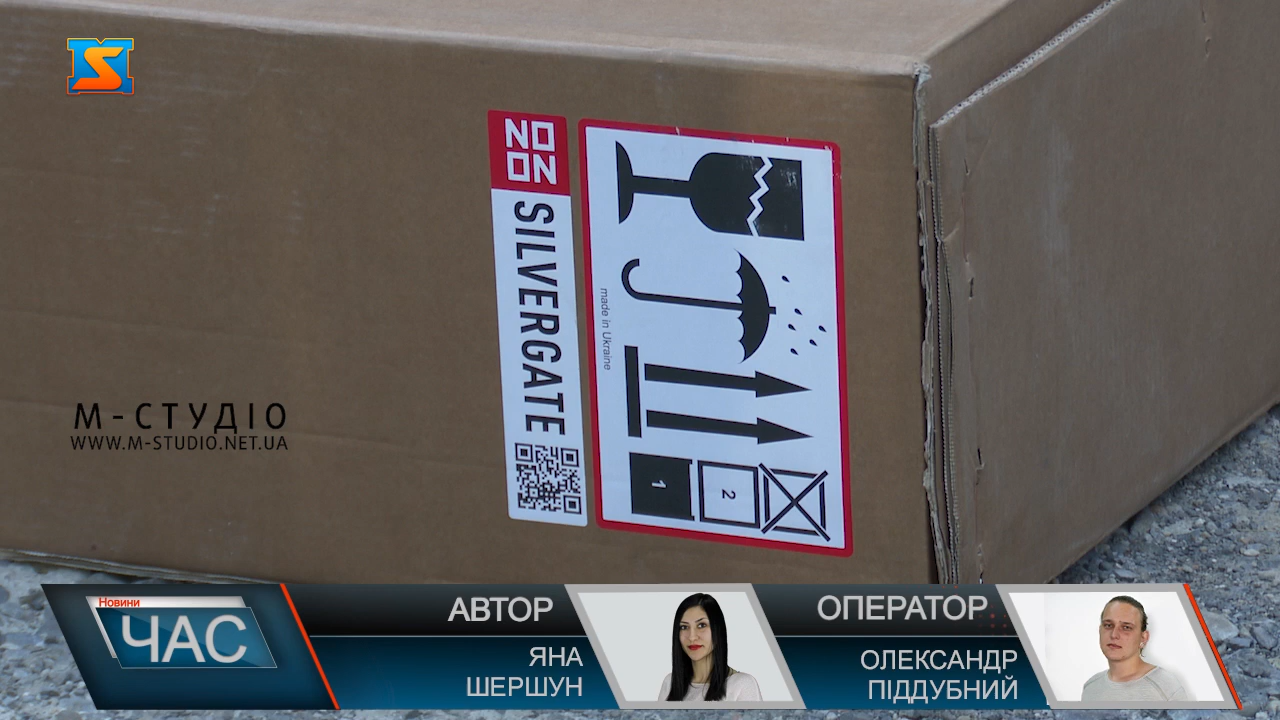 NO
ON
SILVERGATE
made in Ukraine
1
2
М-СТУДІО
WWW.M-STUDIO.NET.UA
Новини
ЧАС
АВТОР
ЯНА
ШЕРШУН
ОПЕРАТОР
ОЛЕКСАНДР
ПІДДУБНИЙ